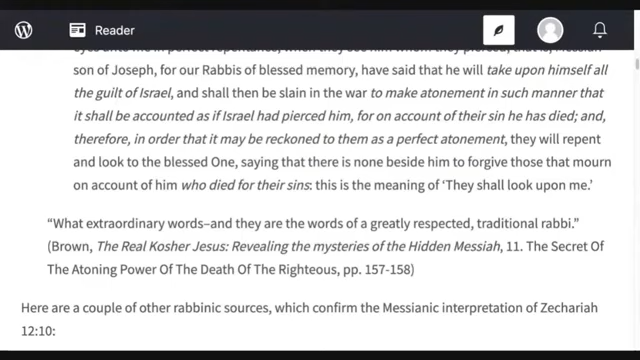 Reader
eyes unto me in perfect repentance, when they see him whom they pierced, that is, Messiah
son of Joseph, for our Rabbis of blessed memory, have said that he will take upon himself all
the guilt of Israel, and shall then be slain in the war to make atonement in such manner that
it shall be accounted as if Israel had pierced him, for on account of their sin he has died; and,
therefore, in order that it may be reckoned to them as a perfect atonement, they will repent
and look to the blessed One, saying that there is none beside him to forgive those that mourn
on account of him who died for their sins: this is the meaning of ‘They shall look upon me.’
“What extraordinary words–and they are the words of a greatly respected, traditional rabbi.”
(Brown, The Real Kosher Jesus: Revealing the mysteries of the Hidden Messiah, 11. The Secret Of
The Atoning Power Of The Death Of The Righteous, pp. 157-158)
Here are a couple of other rabbinic sources, which confirm the Messianic interpretation of Zechariah
12:10: